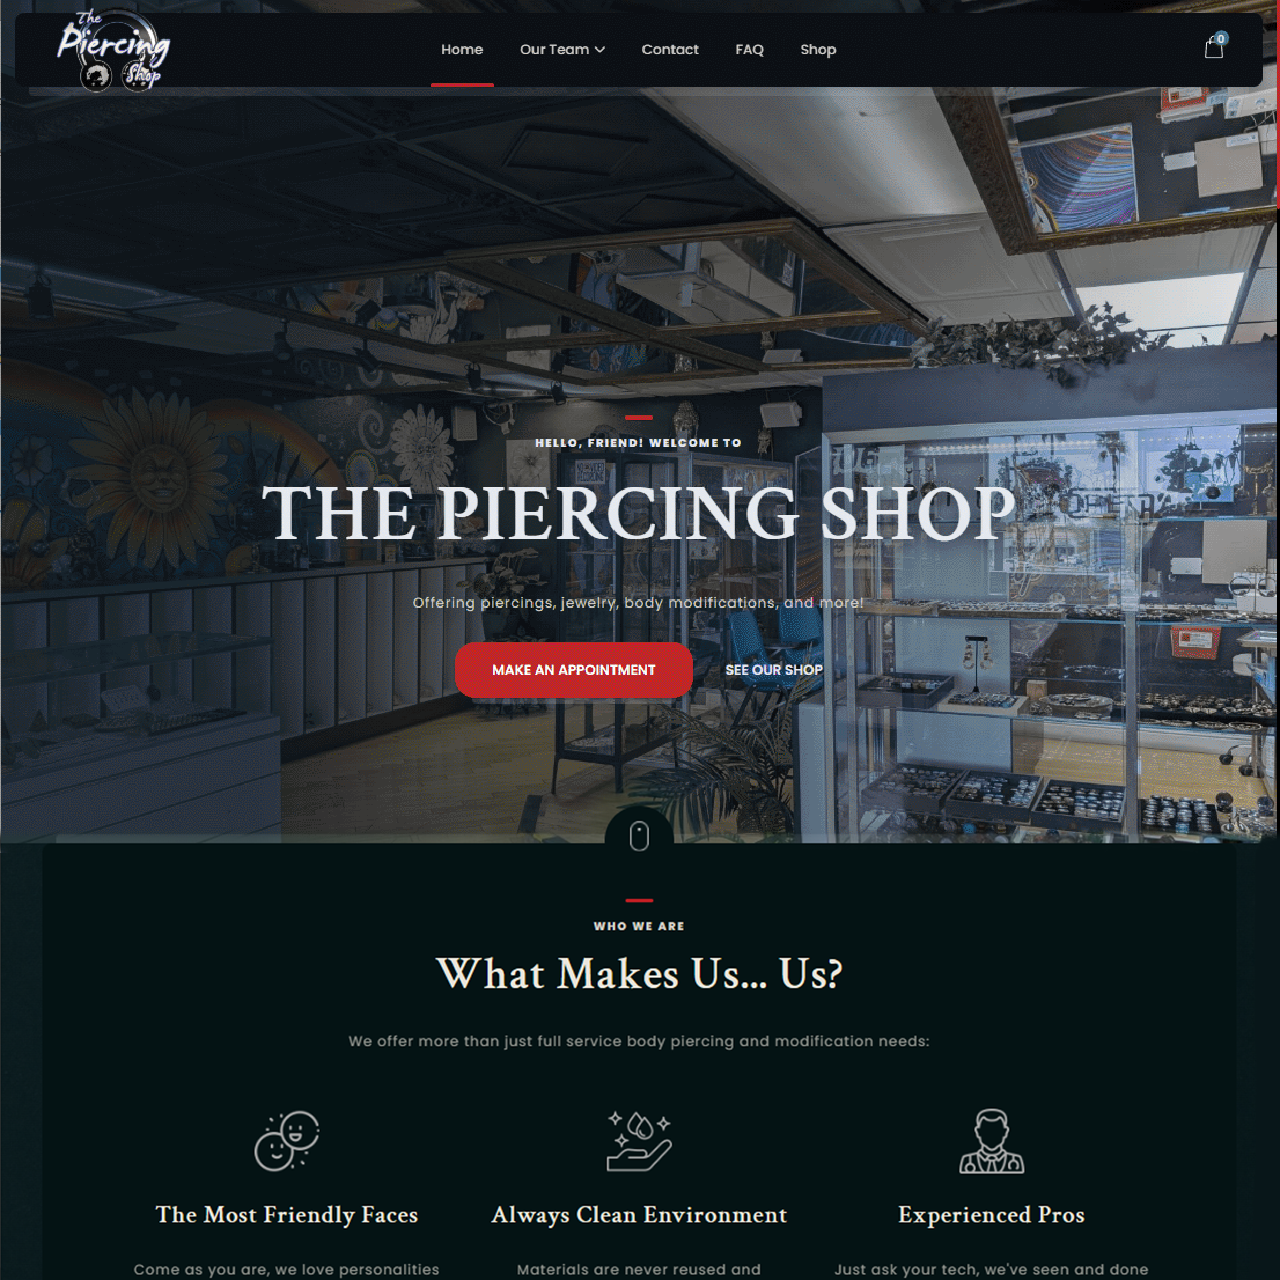 The
Piercing
Shop
Home
Our Team
Contact
FAQ
Shop
0
HELLO, FRIEND! WELCOME TO
THE PIERCING SHOP
Offering piercings, jewelry, body modifications, and more!
MAKE AN APPOINTMENT
SEE OUR SHOP
WHO WE ARE
What Makes Us... Us?
We offer more than just full service body piercing and modification needs:
The Most Friendly Faces
Always Clean Environment
Experienced Pros
Come as you are, we love personalities
Materials are never reused and
Just ask your tech, we've seen and done